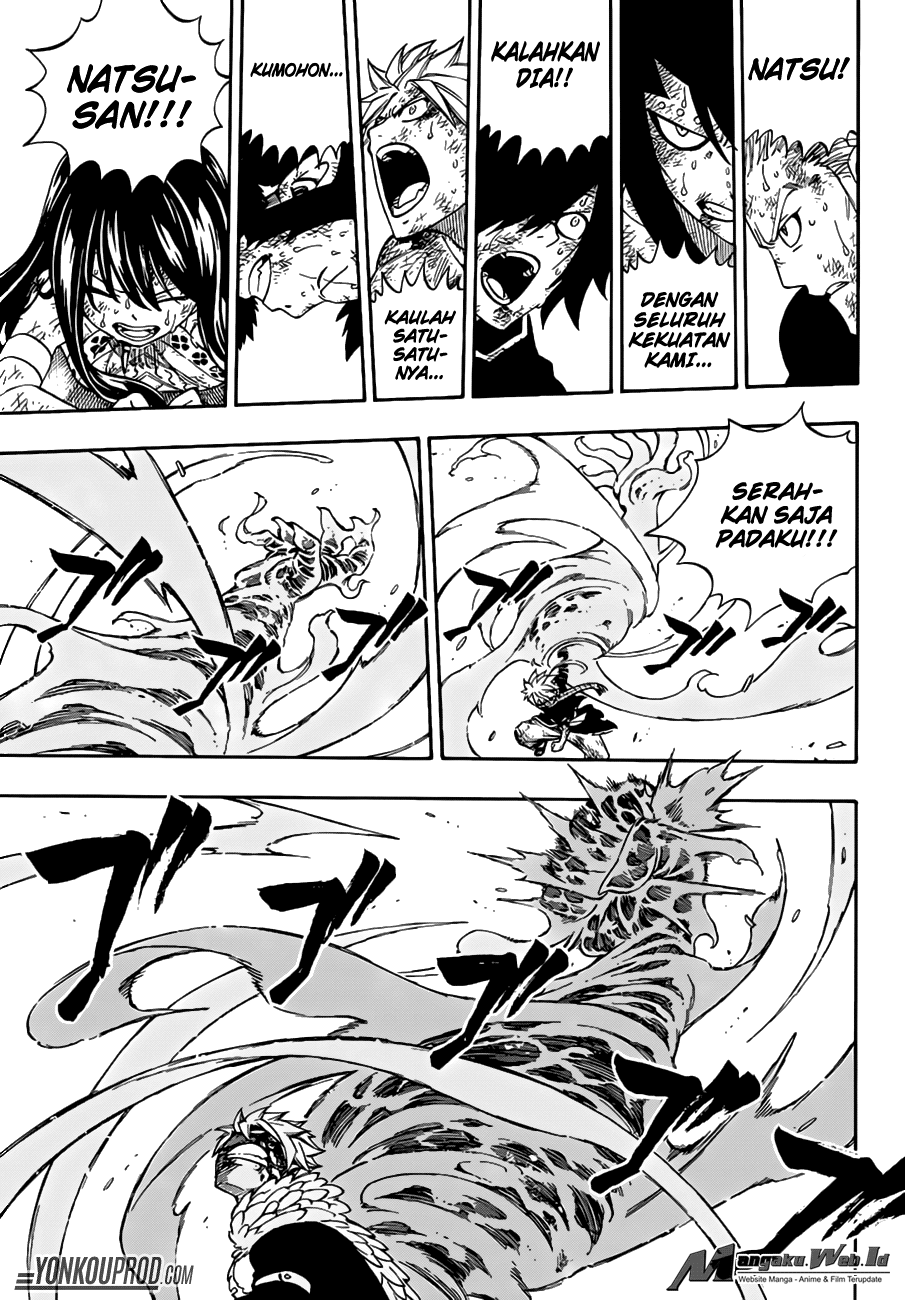 NATSU!
DENGAN
SELURUH
KEKUATAN
KAMI...
KALAHKAN
DIA!!
KAULAH
SATU-
SATU-
NYA...
KUMOHON...
NATSU-
SAN!!!
SERAH-
KAN SAJA
PADAKU!!!
ブブブ
ブブブ
ブブブブブ
YONKOUPROD.COM
Mangaku.Web.Id
Website Manga - Anime & Film Terupdate